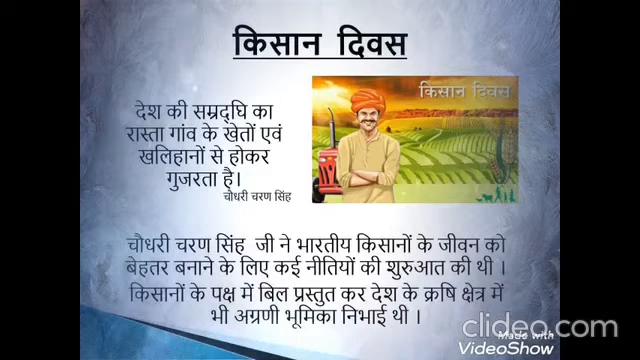 किसान दिवस
किसान दिवस
देश की सम्रद्घि का
रास्ता गांव के खेतों एवं
खलिहानों से होकर
गुजरता है।
चौधरी चरण सिंह
चौधरी चरण सिंह जी ने भारतीय किसानों के जीवन को
बेहतर बनाने के लिए कई नीतियों की शुरुआत की थी ।
किसानों के पक्ष में बिल प्रस्तुत कर देश के क्रषि क्षेत्र में
भी अग्रणी भूमिका निभाई थी ।
clideo.com
Made with
VideoShow